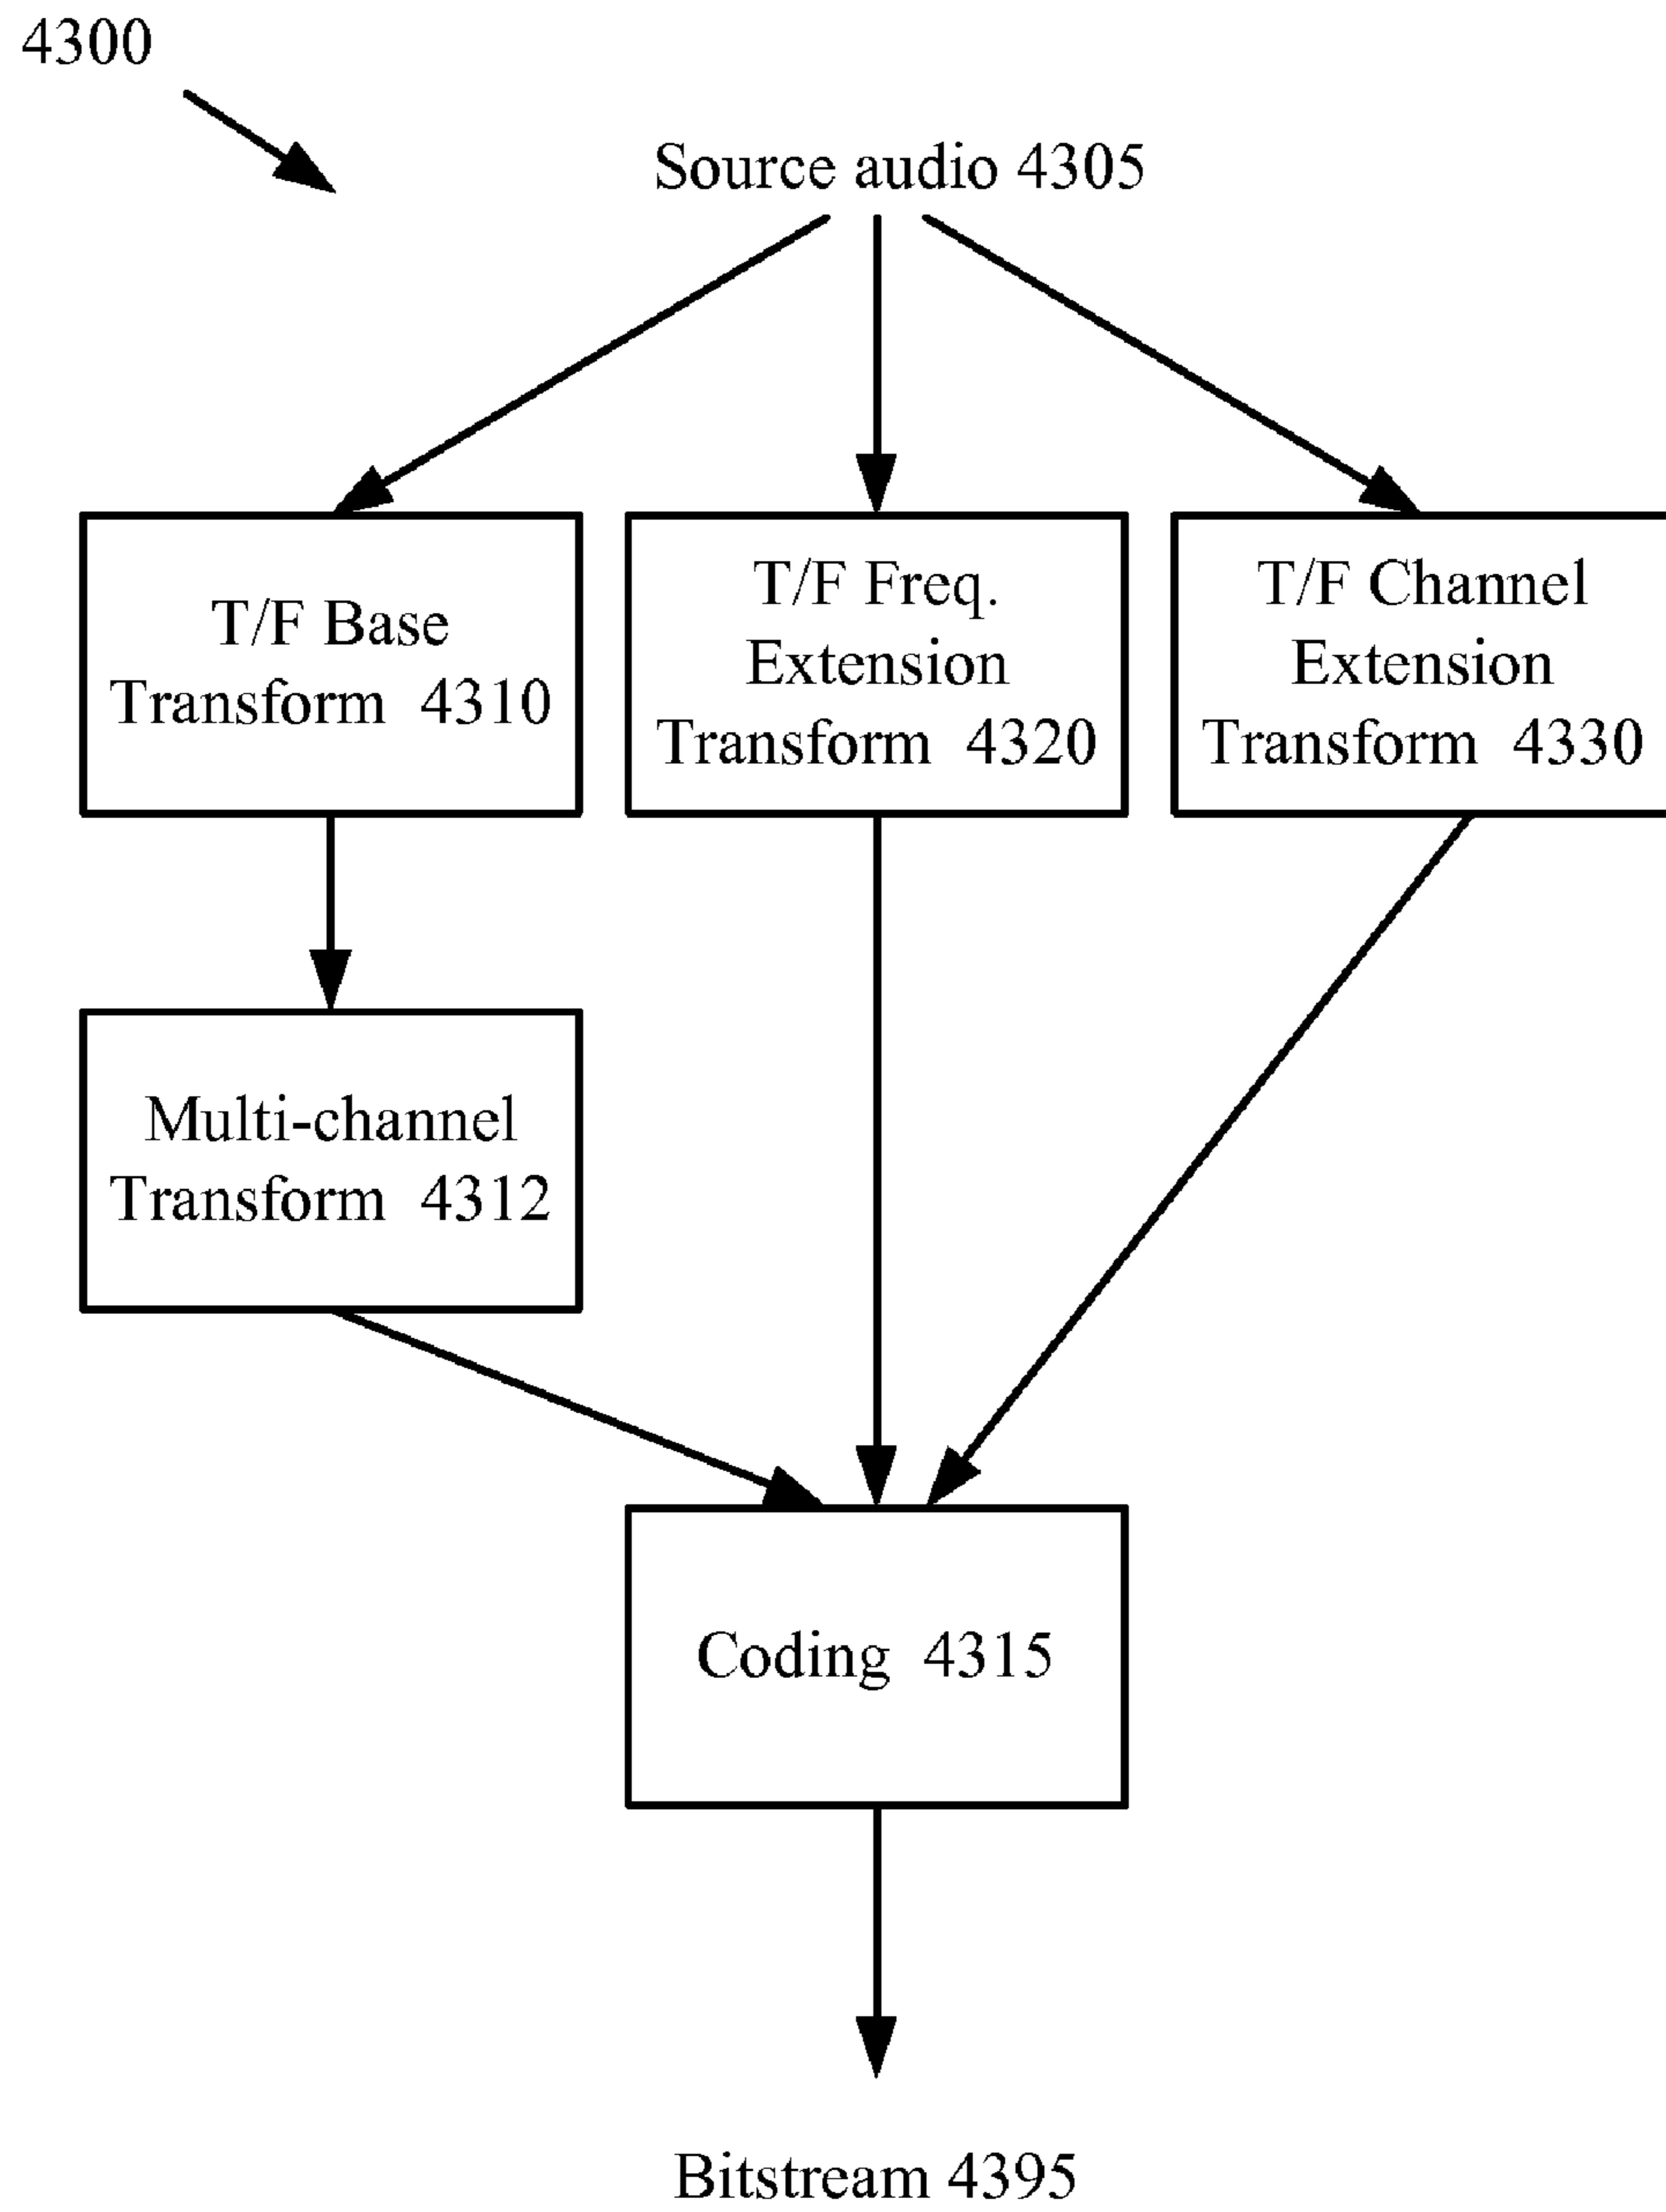 4300
Source audio 4305
T/F Base
Transform 4310
T/F Freq.
Extension
Transform 4320
T/F Channel
Extension
Transform 4330
Multi-channel
Transform 4312
Coding 4315
Bitstream 4395